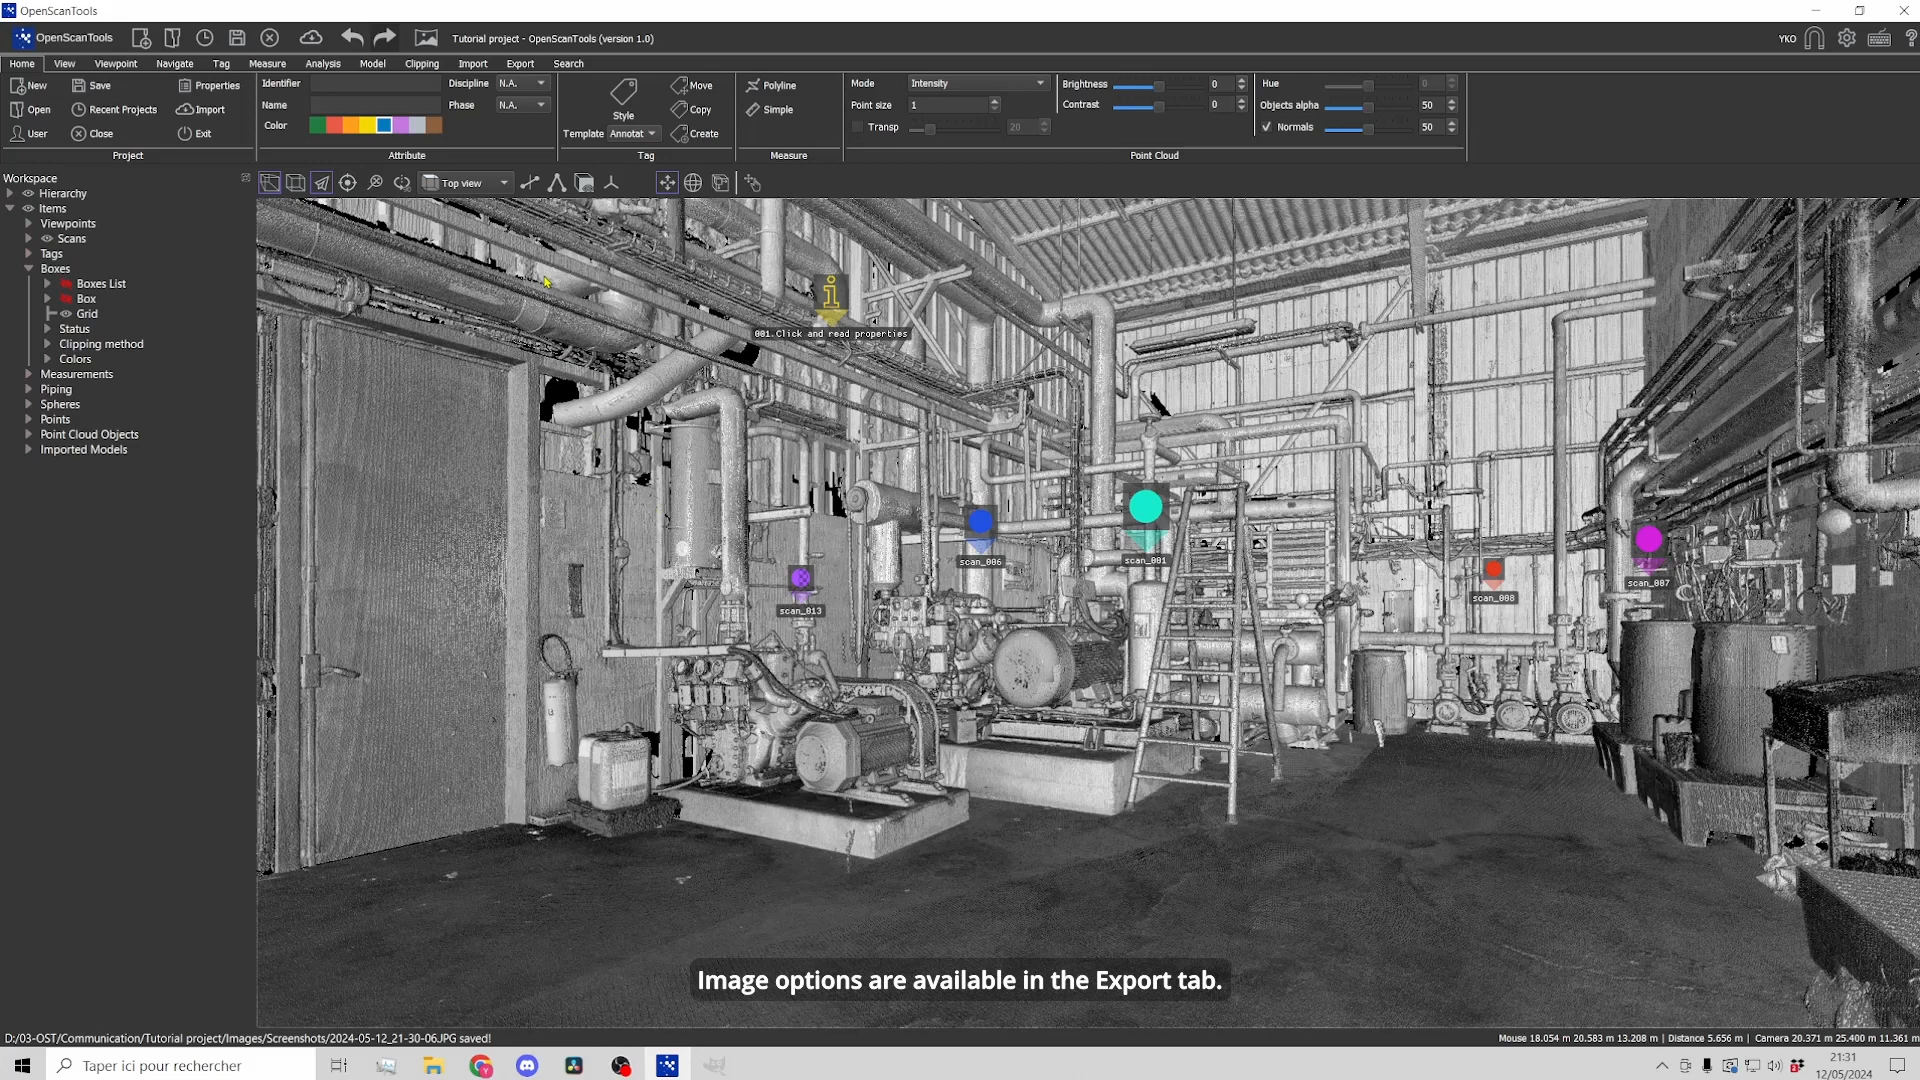 OpenScanTools
OpenScanTools
Tutorial project - OpenScanTools (version 1.0)
YKO
Home View Viewpoint Navigate Tag Measure Analysis Model Clipping Import Export Search
New Save Properties
Open Recent Projects Import
User Close Exit
Project
Identifier Discipline N.A.
Name Phase N.A.
Color
Attribute
Style
Move
Copy
Template Annotat Create
Tag
Polyline
Simple
Measure
Mode Intensity
Point size 1
Transp 20
Brightness 0
Contrast 0
Hue 0
Objects alpha 50
Normals 50
Point Cloud
Top view
Workspace
Hierarchy
Items
Viewpoints
Scans
Tags
Boxes
Boxes List
Box
Grid
Status
Clipping method
Colors
Measurements
Piping
Spheres
Points
Point Cloud Objects
Imported Models
001.Click and read properties
scan_006
scan_001
scan_013
scan_008
scan_007
Image options are available in the Export tab.
D:/03-OST/Communication/Tutorial project/Images/Screenshots/2024-05-12_21-30-06JPG saved!
Mouse 18.054 m 20.583 m 13.208 m | Distance 5.656 m | Camera 20.371 m 25.400 m 11.361 m
Taper ici pour rechercher
21:31
12/05/2024